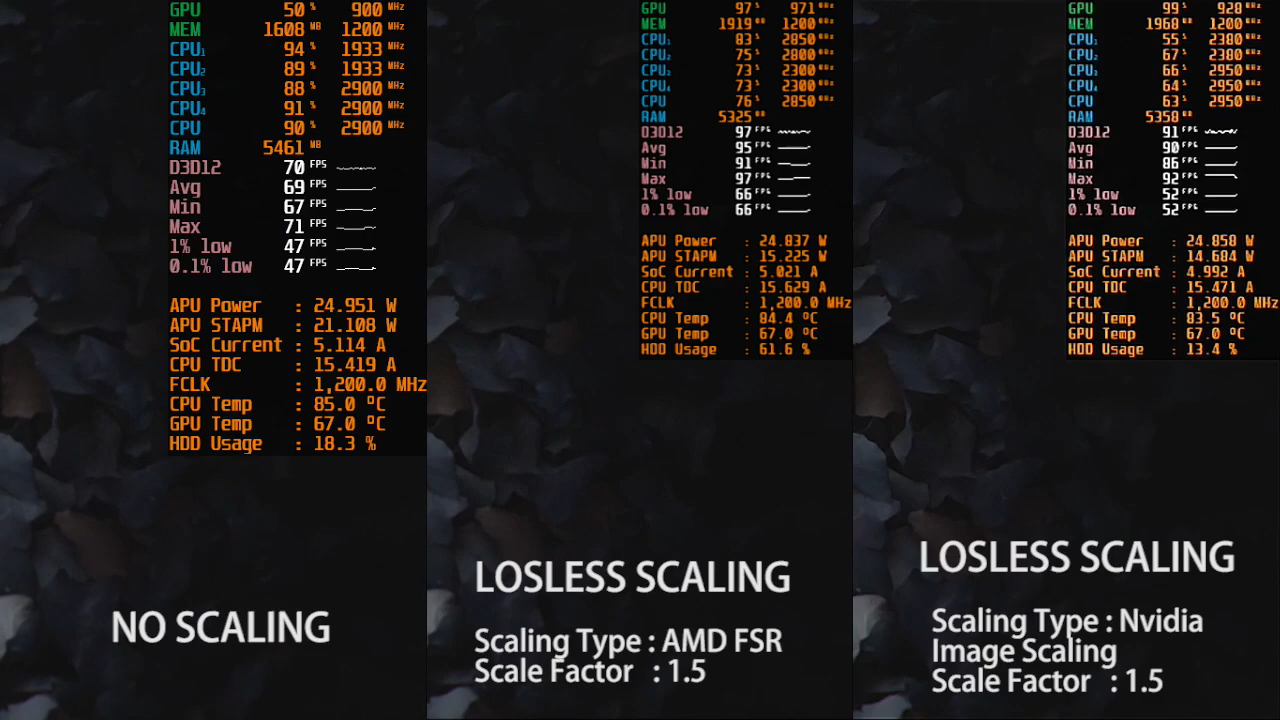 GPU 50 % 900 MHz
MEM 1608 MB 1200 MHz
CPU1 94 % 1933 MHz
CPU2 89 % 1933 MHz
CPU3 88 % 2900 MHz
CPU4 91 % 2900 MHz
CPU 90 % 2900 MHz
RAM 5461 MB
D3D12 70 FPS
Avg 69 FPS
Min 67 FPS
Max 71 FPS
1% low 47 FPS
0.1% low 47 FPS
APU Power : 24.951 W
APU STAPM : 21.108 W
SoC Current : 5.114 A
CPU TDC : 15.419 A
FCLK : 1,200.0 MHz
CPU Temp : 85.0 ºC
GPU Temp : 67.0 ºC
HDD Usage : 18.3 %
NO SCALING
GPU 97 % 971 MHz
MEM 1919 MB 1200 MHz
CPU1 83 % 2850 MHz
CPU2 75 % 2800 MHz
CPU3 73 % 2300 MHz
CPU4 73 % 2300 MHz
CPU 76 % 2850 MHz
RAM 5325 MB
D3D12 97 FPS
Avg 95 FPS
Min 91 FPS
Max 97 FPS
1% low 66 FPS
0.1% low 66 FPS
APU Power : 24.837 W
APU STAPM : 15.225 W
SoC Current : 5.021 A
CPU TDC : 15.629 A
FCLK : 1,200.0 MHz
CPU Temp : 84.4 ºC
GPU Temp : 67.0 ºC
HDD Usage : 61.6 %
LOSLESS SCALING
Scaling Type : AMD FSR
Scale Factor : 1.5
GPU 99 % 928 MHz
MEM 1968 MB 1200 MHz
CPU1 55 % 2380 MHz
CPU2 67 % 2380 MHz
CPU3 66 % 2950 MHz
CPU4 64 % 2950 MHz
CPU 63 % 2950 MHz
RAM 5358 MB
D3D12 91 FPS
Avg 90 FPS
Min 86 FPS
Max 92 FPS
1% low 52 FPS
0.1% low 52 FPS
APU Power : 24.858 W
APU STAPM : 14.684 W
SoC Current : 4.992 A
CPU TDC : 15.471 A
FCLK : 1,200.0 MHz
CPU Temp : 83.5 ºC
GPU Temp : 67.0 ºC
HDD Usage : 13.4 %
LOSLESS SCALING
Scaling Type : Nvidia
Image Scaling
Scale Factor : 1.5